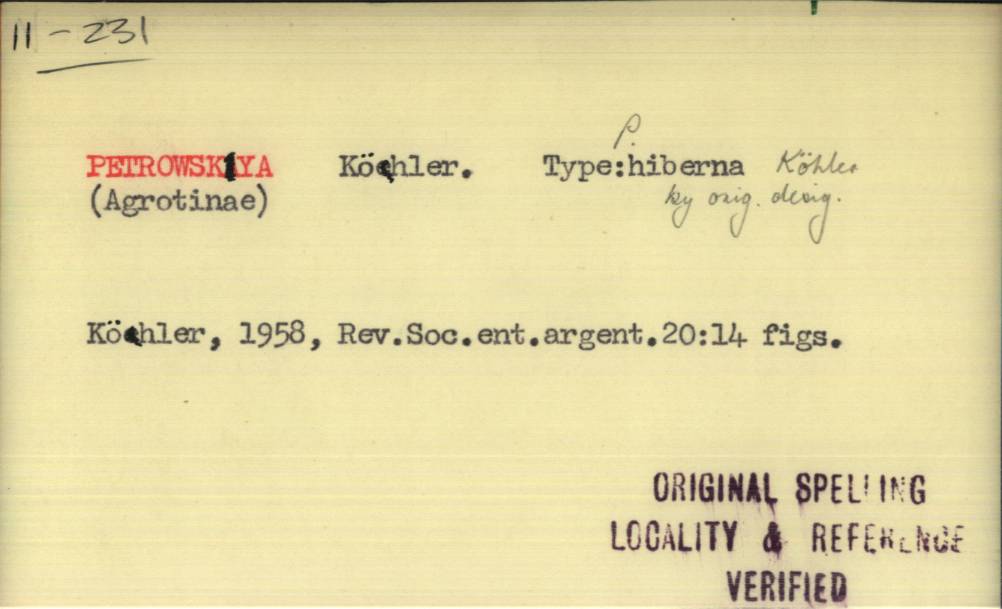 11-231
P.
PETROWSKYA Köhler. Type:hiberna Köhler
(Agrotinae) by orig. desig.
Köhler, 1958, Rev.Soc.ent.argent.20:14 figs.
ORIGINAL SPELLING
LOCALITY & REFERENCE
VERIFIED